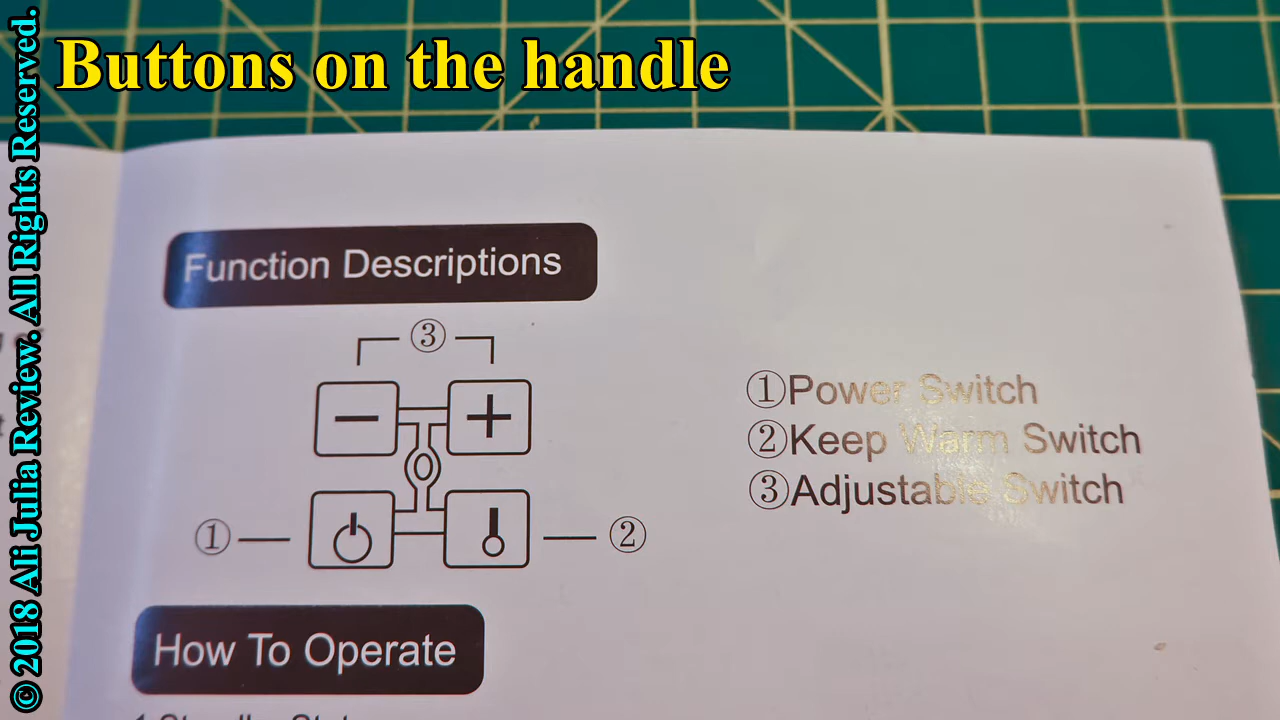 Buttons on the handle
© 2018 Ali Julia Review. All Rights Reserved.
Function Descriptions
③
− +
① ②
①Power Switch
②Keep Warm Switch
③Adjustable Switch
How To Operate